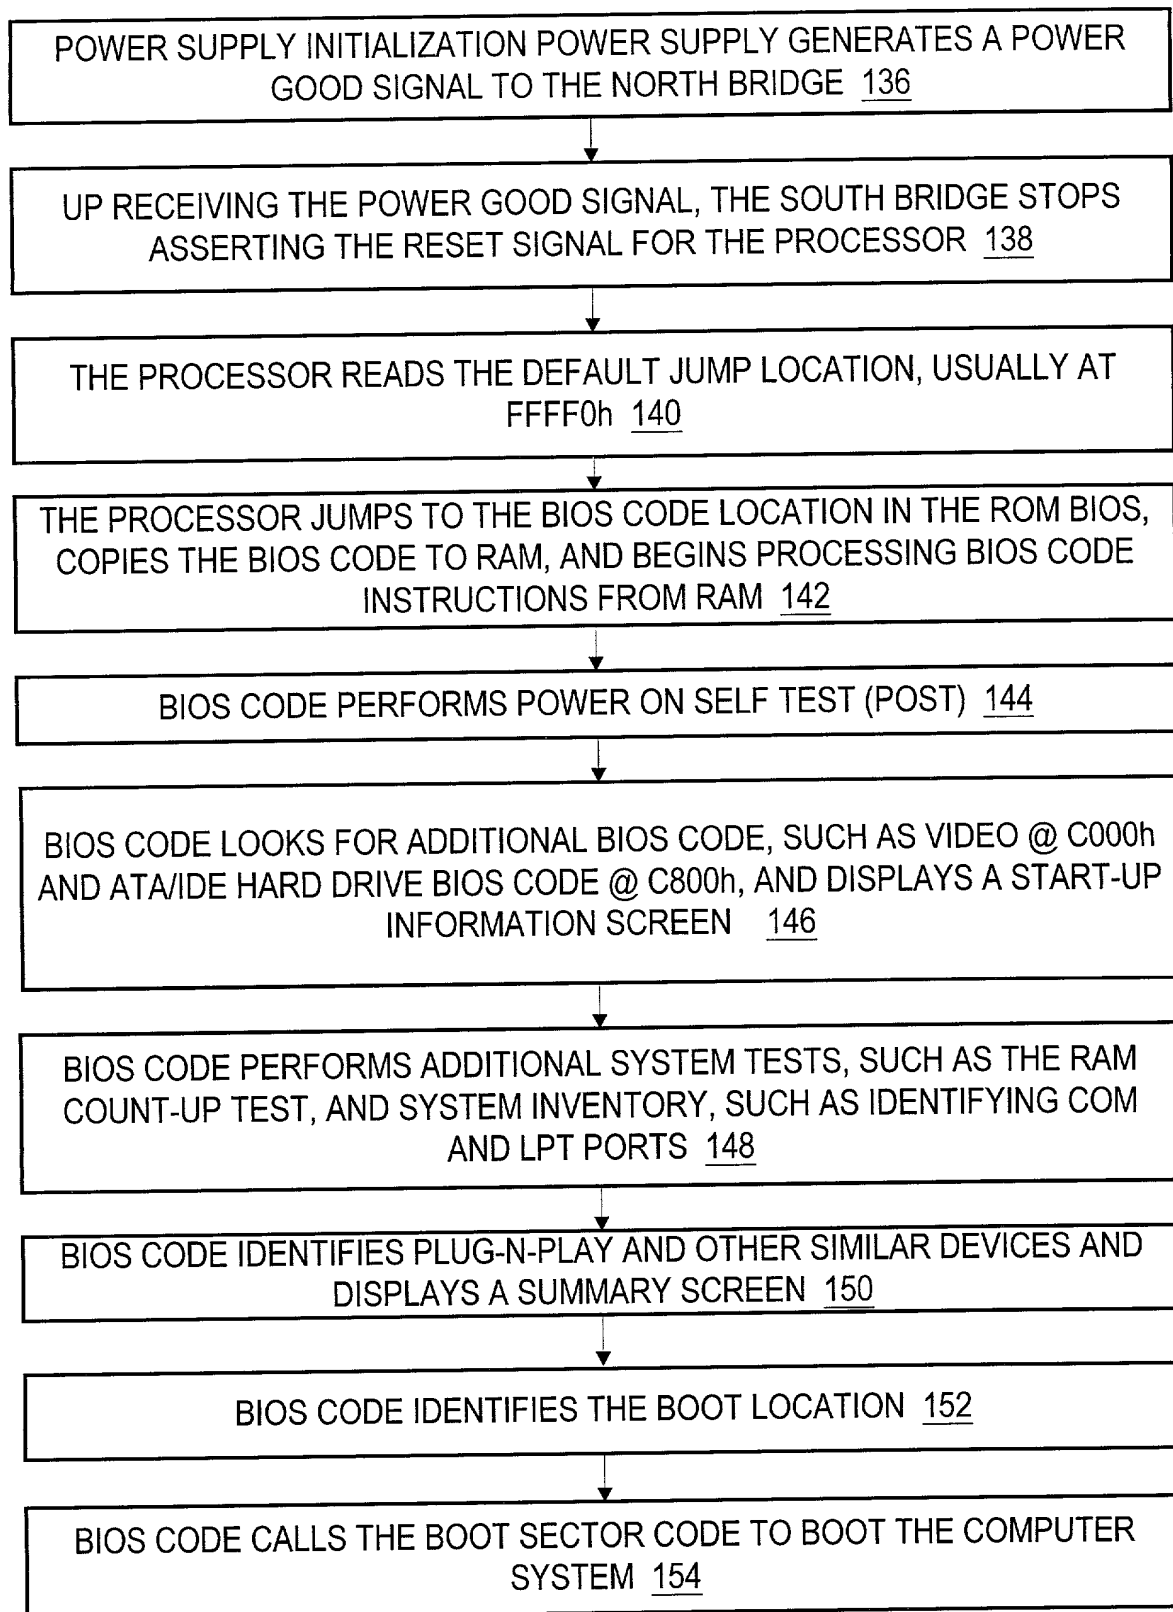 POWER SUPPLY INITIALIZATION POWER SUPPLY GENERATES A POWER
GOOD SIGNAL TO THE NORTH BRIDGE 136
UP RECEIVING THE POWER GOOD SIGNAL, THE SOUTH BRIDGE STOPS
ASSERTING THE RESET SIGNAL FOR THE PROCESSOR 138
THE PROCESSOR READS THE DEFAULT JUMP LOCATION, USUALLY AT
FFFF0h 140
THE PROCESSOR JUMPS TO THE BIOS CODE LOCATION IN THE ROM BIOS,
COPIES THE BIOS CODE TO RAM, AND BEGINS PROCESSING BIOS CODE
INSTRUCTIONS FROM RAM 142
BIOS CODE PERFORMS POWER ON SELF TEST (POST) 144
BIOS CODE LOOKS FOR ADDITIONAL BIOS CODE, SUCH AS VIDEO @ C000h
AND ATA/IDE HARD DRIVE BIOS CODE @ C800h, AND DISPLAYS A START-UP
INFORMATION SCREEN 146
BIOS CODE PERFORMS ADDITIONAL SYSTEM TESTS, SUCH AS THE RAM
COUNT-UP TEST, AND SYSTEM INVENTORY, SUCH AS IDENTIFYING COM
AND LPT PORTS 148
BIOS CODE IDENTIFIES PLUG-N-PLAY AND OTHER SIMILAR DEVICES AND
DISPLAYS A SUMMARY SCREEN 150
BIOS CODE IDENTIFIES THE BOOT LOCATION 152
BIOS CODE CALLS THE BOOT SECTOR CODE TO BOOT THE COMPUTER
SYSTEM 154